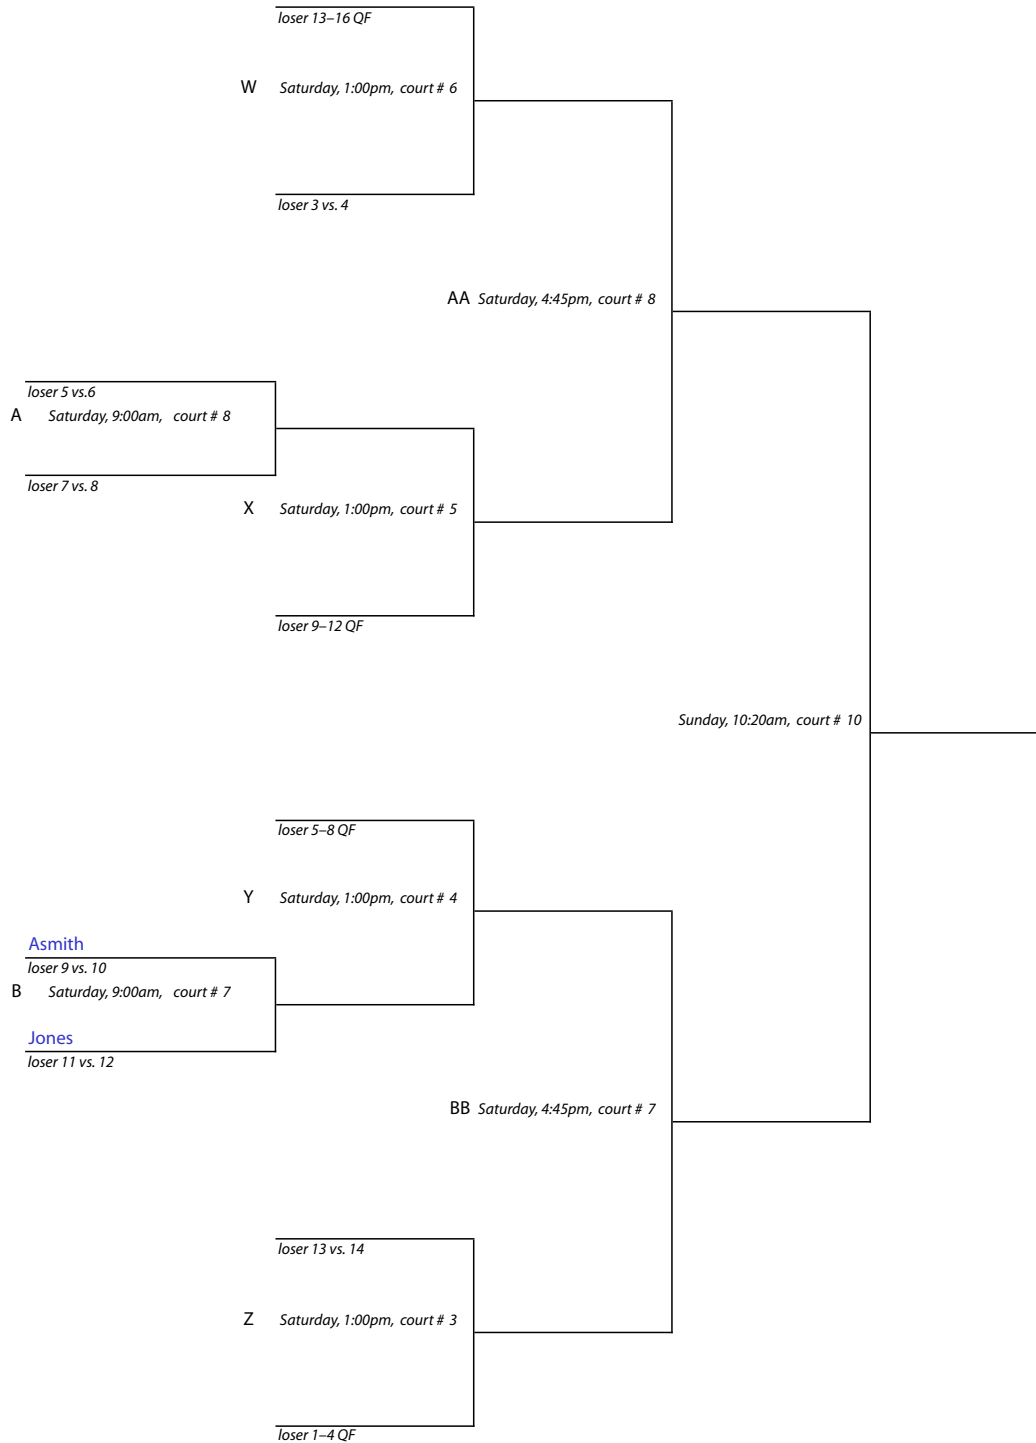 loser 13–16 QF
W Saturday, 1:00pm, court # 6
loser 3 vs. 4
AA Saturday, 4:45pm, court # 8
loser 5 vs.6
A Saturday, 9:00am, court # 8
loser 7 vs. 8
X Saturday, 1:00pm, court # 5
loser 9–12 QF
Sunday, 10:20am, court # 10
loser 5–8 QF
Y Saturday, 1:00pm, court # 4
Asmith
loser 9 vs. 10
B Saturday, 9:00am, court # 7
Jones
loser 11 vs. 12
BB Saturday, 4:45pm, court # 7
loser 13 vs. 14
Z Saturday, 1:00pm, court # 3
loser 1–4 QF